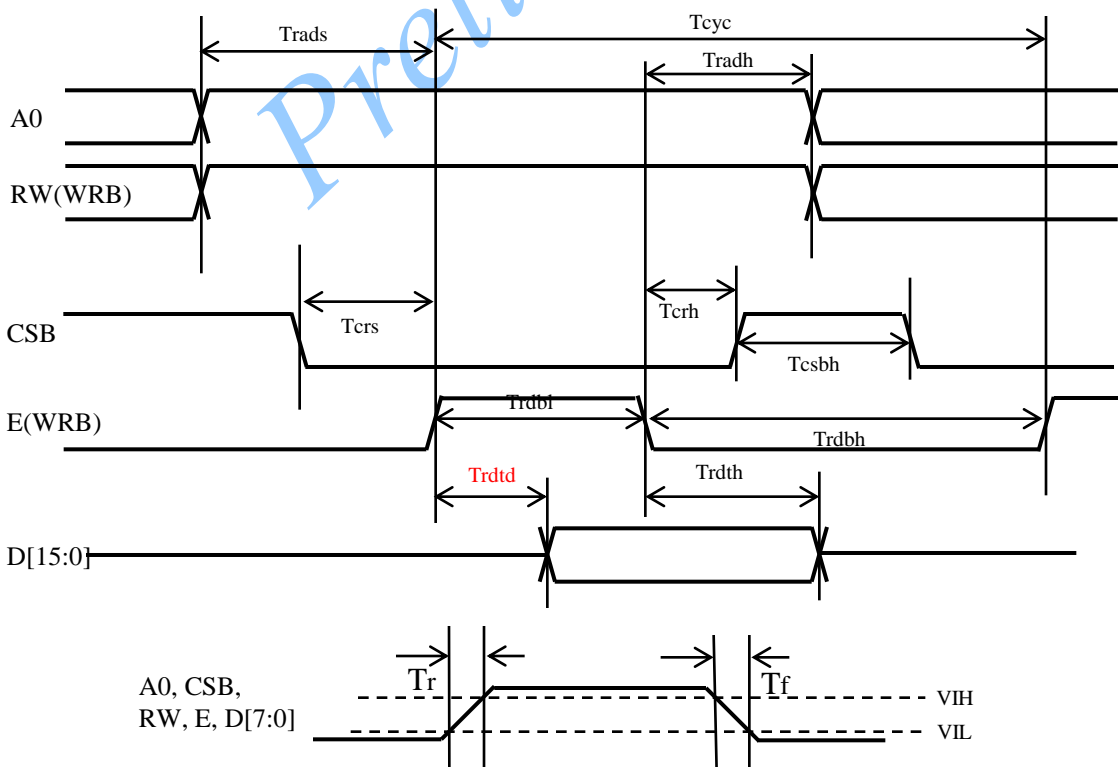 Preli
Trads
Tcyc
Tradh
A0
RW(WRB)
Tcrs
Tcrh
CSB
Tcsbh
Trdbl
E(WRB)
Trdbh
Trdtd
Trdth
D[15:0]
Tr
Tf
A0, CSB,
RW, E, D[7:0]
VIH
VIL